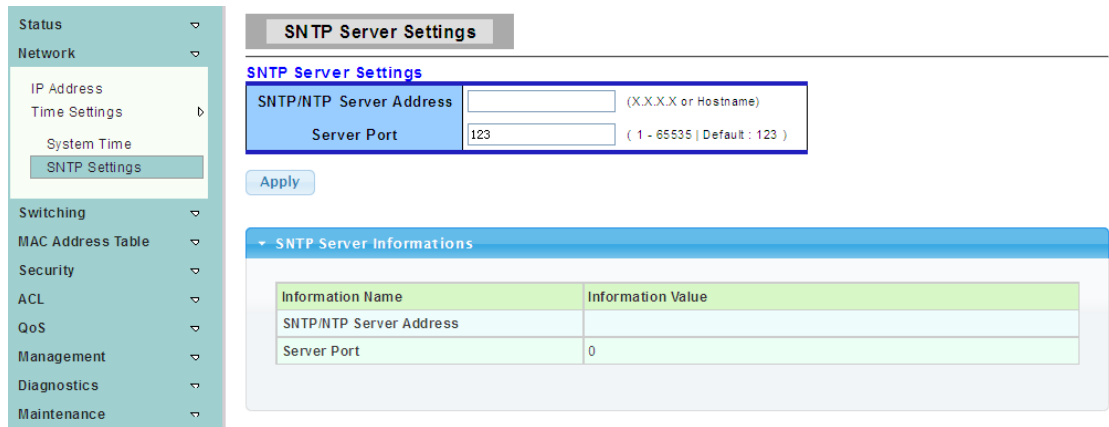 Status
Network
IP Address
Time Settings
System Time
SNTP Settings
Switching
MAC Address Table
Security
ACL
QoS
Management
Diagnostics
Maintenance
SNTP Server Settings
SNTP Server Settings
SNTP/NTP Server Address (X.X.X.X or Hostname)
Server Port 123 ( 1 - 65535 | Default : 123 )
Apply
SNTP Server Informations
Information Name Information Value
SNTP/NTP Server Address
Server Port 0